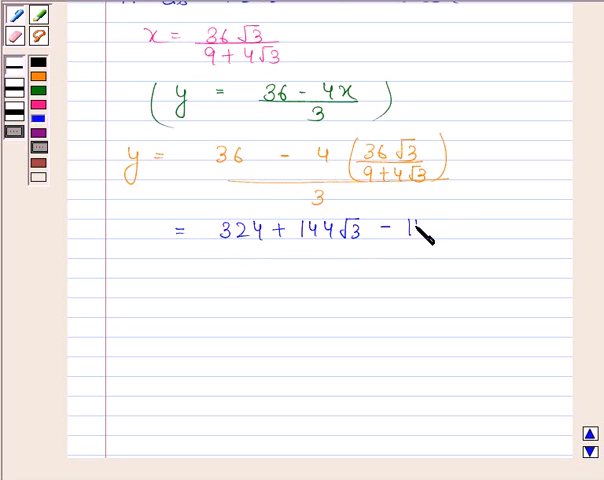 x = 36√3 / 9 + 4√3
( y = 36 - 4x / 3 )
y = 36 - 4 ( 36√3 / 9 + 4√3 ) / 3
= 324 + 144√3 -